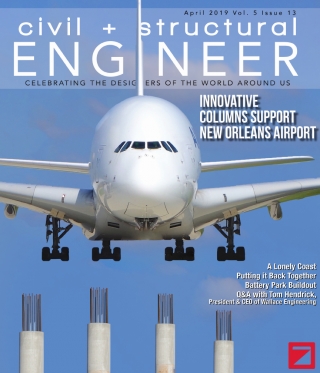 April 2019 Vol. 5 Issue 13
civil + structural
ENGINEER
CELEBRATING THE DESIGNERS OF THE WORLD AROUND US
INNOVATIVE
COLUMNS SUPPORT
NEW ORLEANS AIRPORT
A Lonely Coast
Putting it Back Together
Battery Park Buildout
Q&A with Tom Hendrick,
President & CEO of Wallace Engineering